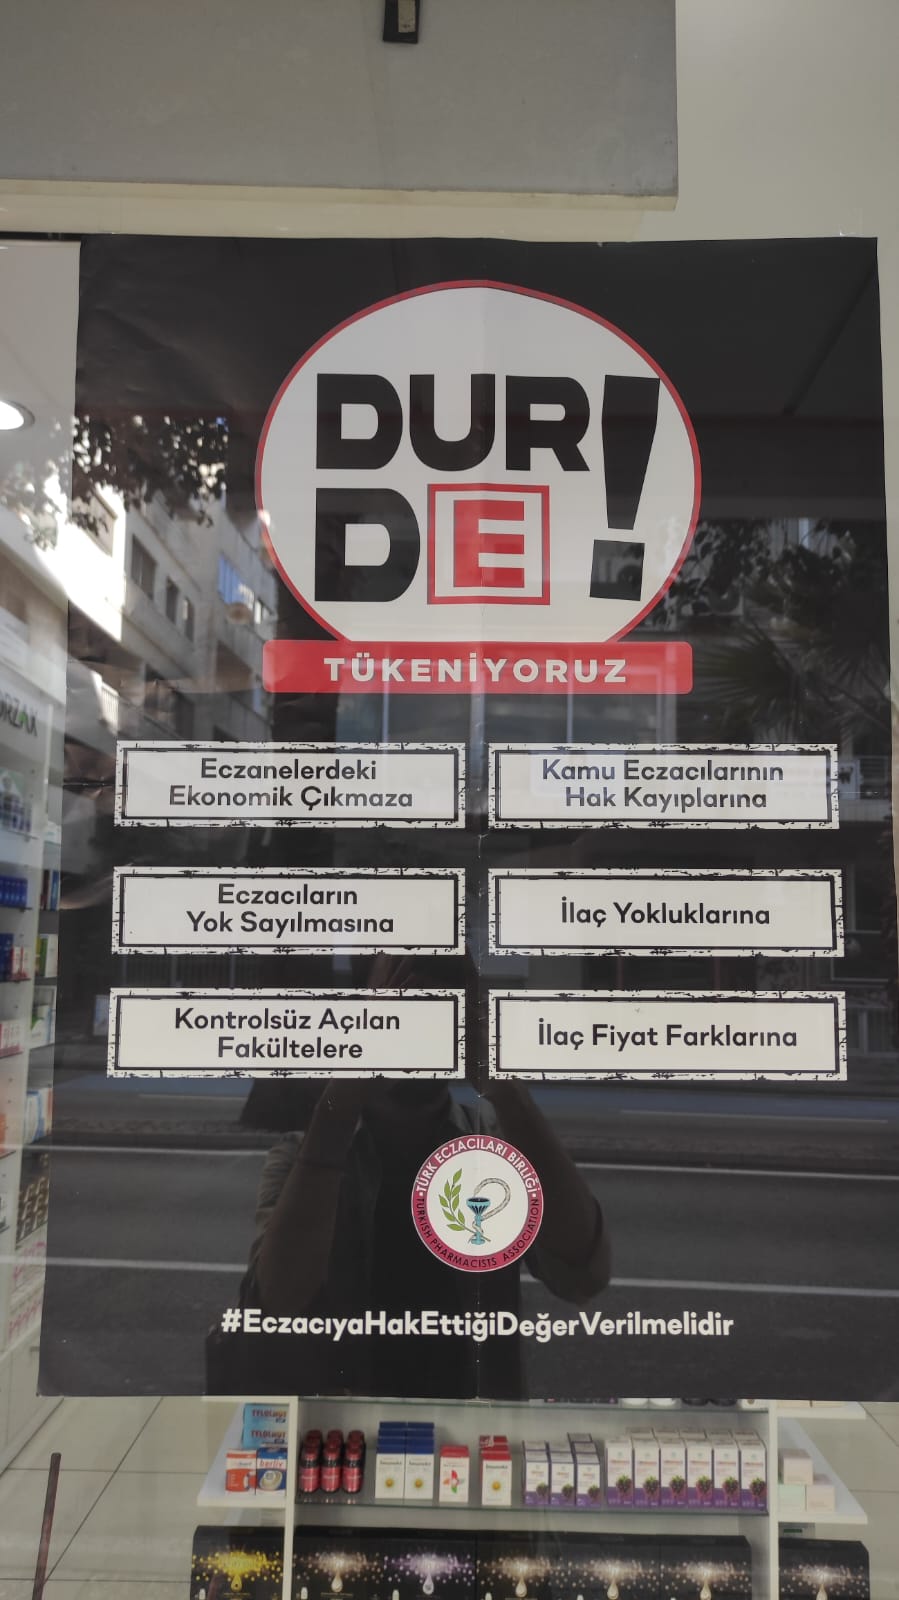 DUR
DE!
TÜKENİYORUZ
Eczanelerdeki
Ekonomik Çıkmaza
Kamu Eczacılarının
Hak Kayıplarına
Eczacıların
Yok Sayılmasına
İlaç Yokluklarına
Kontrolsüz Açılan
Fakültelere
İlaç Fiyat Farklarına
TÜRK ECZACILARI BİRLİĞİ
TURKISH PHARMACISTS ASSOCIATION
#EczacıyaHakEttiğiDeğerVerilmelidir
TYLOLHOT